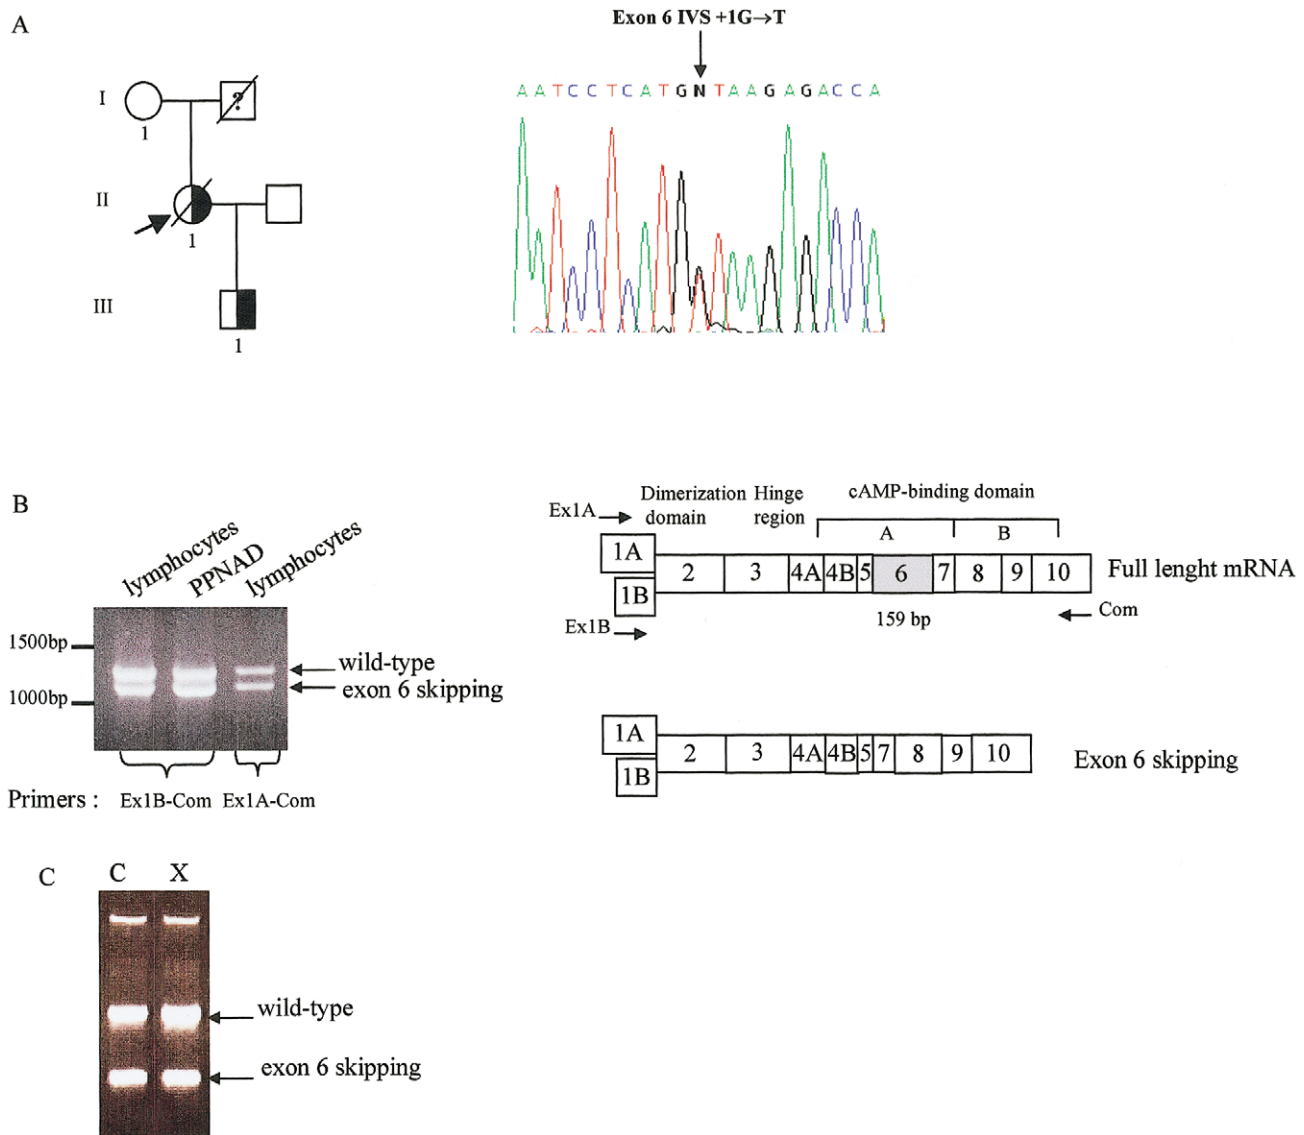 A
Exon 6 IVS +1G→T
A A T C C T C A T G N T A A G A G A C C A
I
?
1
II
1
III
1
B
lymphocytes
PPNAD
lymphocytes
1500bp
1000bp
wild-type
exon 6 skipping
Primers : Ex1B-Com Ex1A-Com
Dimerization domain
Hinge region
cAMP-binding domain
A B
Ex1A
1A
1B
2 3 4A 4B 5 6 7 8 9 10
Full lenght mRNA
Ex1B
159 bp
Com
1A
1B
2 3 4A 4B 5 7 8 9 10
Exon 6 skipping
C
C X
wild-type
exon 6 skipping